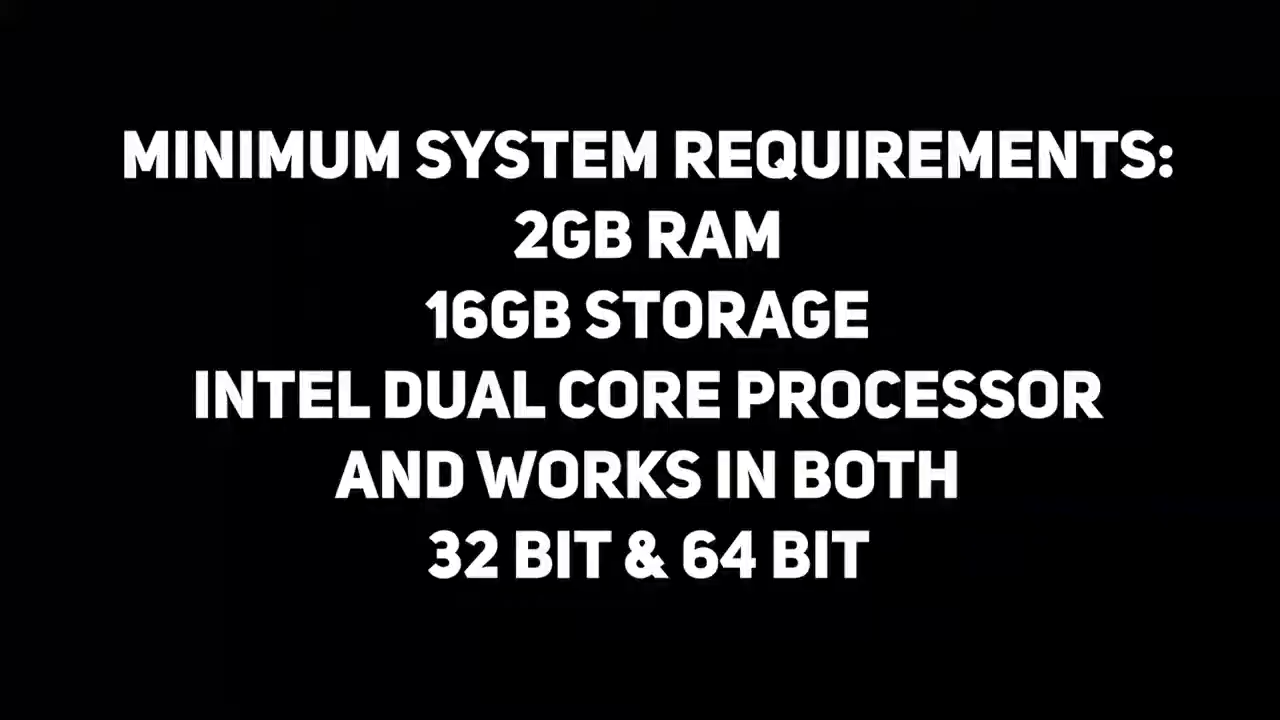 MINIMUM SYSTEM REQUIREMENTS:
2GB RAM
16GB STORAGE
INTEL DUAL CORE PROCESSOR
AND WORKS IN BOTH
32 BIT & 64 BIT